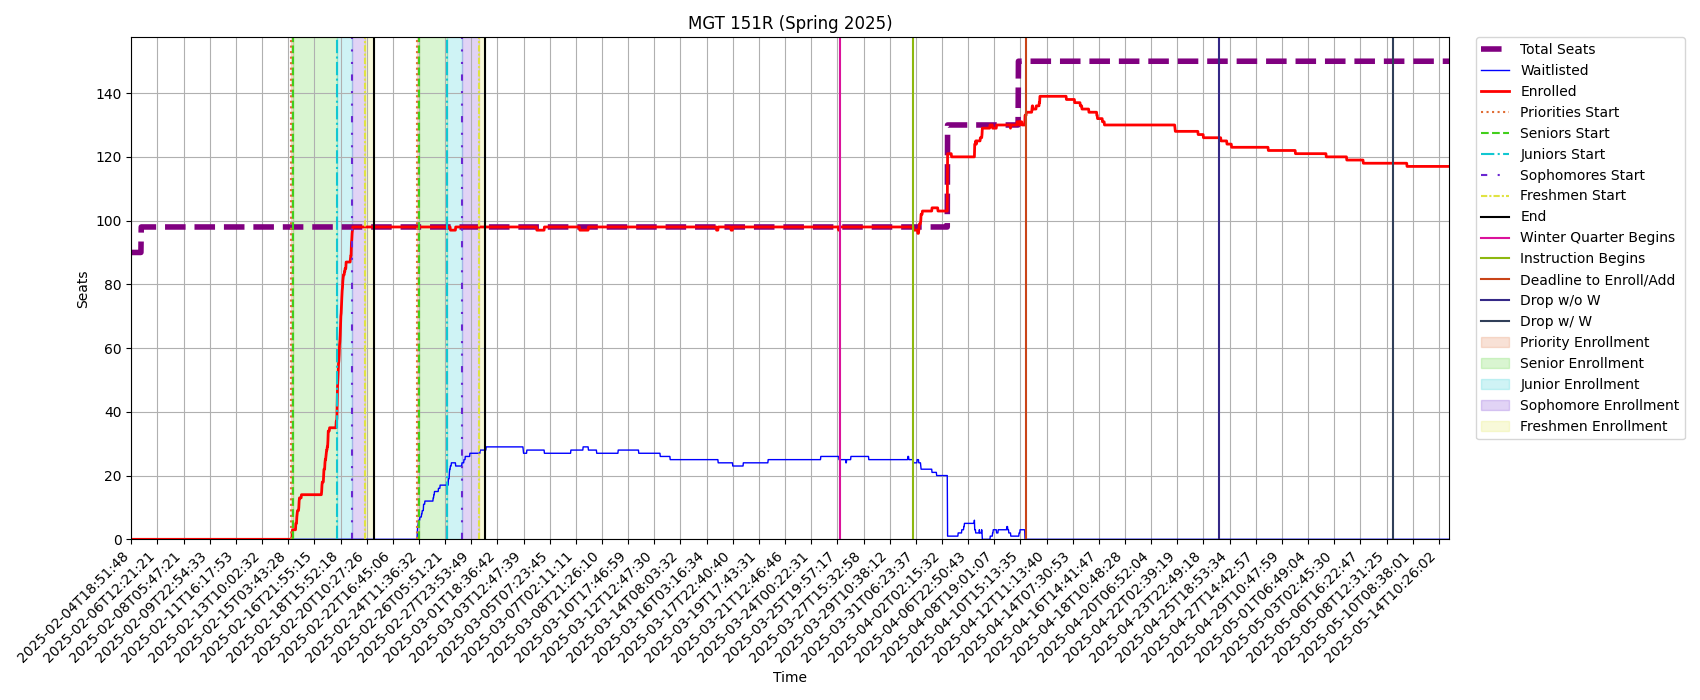 MGT 151R (Spring 2025)
Seats
140
120
100
80
60
40
20
0
2025-02-04T18:51:48
2025-02-06T12:21:21
2025-02-08T05:47:21
2025-02-09T22:54:33
2025-02-11T16:17:53
2025-02-13T10:02:32
2025-02-15T03:43:28
2025-02-16T21:55:15
2025-02-18T15:52:18
2025-02-20T10:27:26
2025-02-22T16:45:06
2025-02-24T11:36:32
2025-02-26T06:51:21
2025-02-27T23:53:49
2025-03-01T18:36:42
2025-03-03T12:47:39
2025-03-05T07:23:45
2025-03-07T02:11:11
2025-03-08T21:26:10
2025-03-10T17:46:59
2025-03-12T12:47:30
2025-03-14T08:03:32
2025-03-16T03:16:34
2025-03-17T22:40:40
2025-03-19T17:43:31
2025-03-21T12:46:46
2025-03-24T00:22:31
2025-03-25T19:57:17
2025-03-27T15:32:58
2025-03-29T10:38:12
2025-03-31T06:23:37
2025-04-02T02:15:32
2025-04-06T22:50:43
2025-04-08T19:01:07
2025-04-10T15:13:35
2025-04-12T11:13:40
2025-04-14T07:30:53
2025-04-16T14:41:47
2025-04-18T10:48:28
2025-04-20T06:52:04
2025-04-22T02:39:19
2025-04-23T22:49:18
2025-04-25T18:53:34
2025-04-27T14:42:57
2025-04-29T10:47:59
2025-05-01T06:49:04
2025-05-03T02:45:30
2025-05-06T16:22:47
2025-05-08T12:31:25
2025-05-10T08:38:01
2025-05-14T10:26:02
Time
Total Seats
Waitlisted
Enrolled
Priorities Start
Seniors Start
Juniors Start
Sophomores Start
Freshmen Start
End
Winter Quarter Begins
Instruction Begins
Deadline to Enroll/Add
Drop w/o W
Drop w/ W
Priority Enrollment
Senior Enrollment
Junior Enrollment
Sophomore Enrollment
Freshmen Enrollment